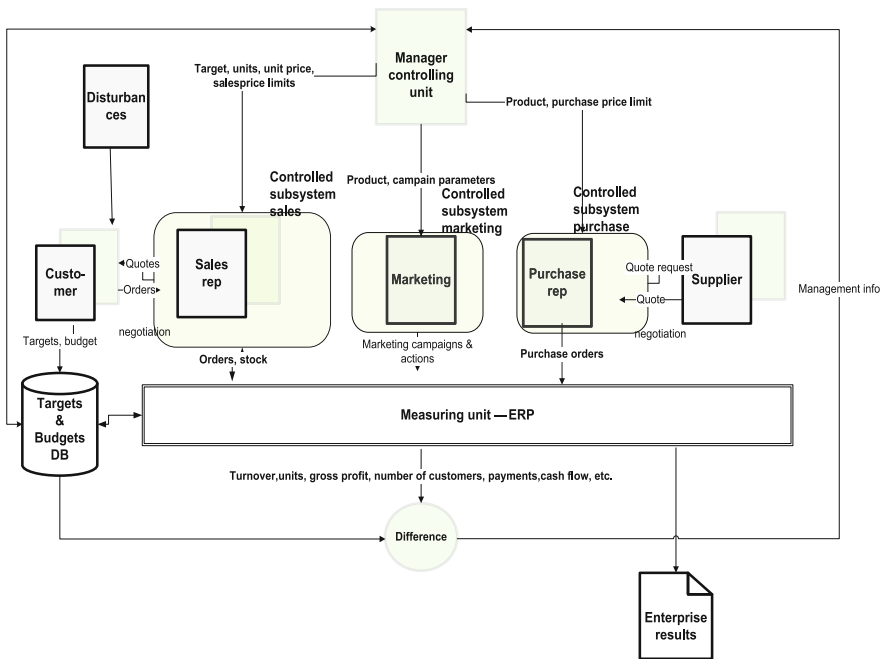 Manager
controlling
unit
Target, units, unit price,
salesprice limits
Disturban
ces
Product, purchase price limit
Product, campain parameters
Controlled
subsystem
sales
Controlled
subsystem
marketing
Controlled
subsystem
purchase
Custo-
mer
Quotes
Orders
Sales
rep
Marketing
Purchase
rep
Quote request
Quote
Supplier
Management info
negotiation
negotiation
Targets, budget
Orders, stock
Marketing campaigns &
actions
Purchase orders
Targets
&
Budgets
DB
Measuring unit —ERP
Turnover,units, gross profit, number of customers, payments,cash flow, etc.
Difference
Enterprise
results